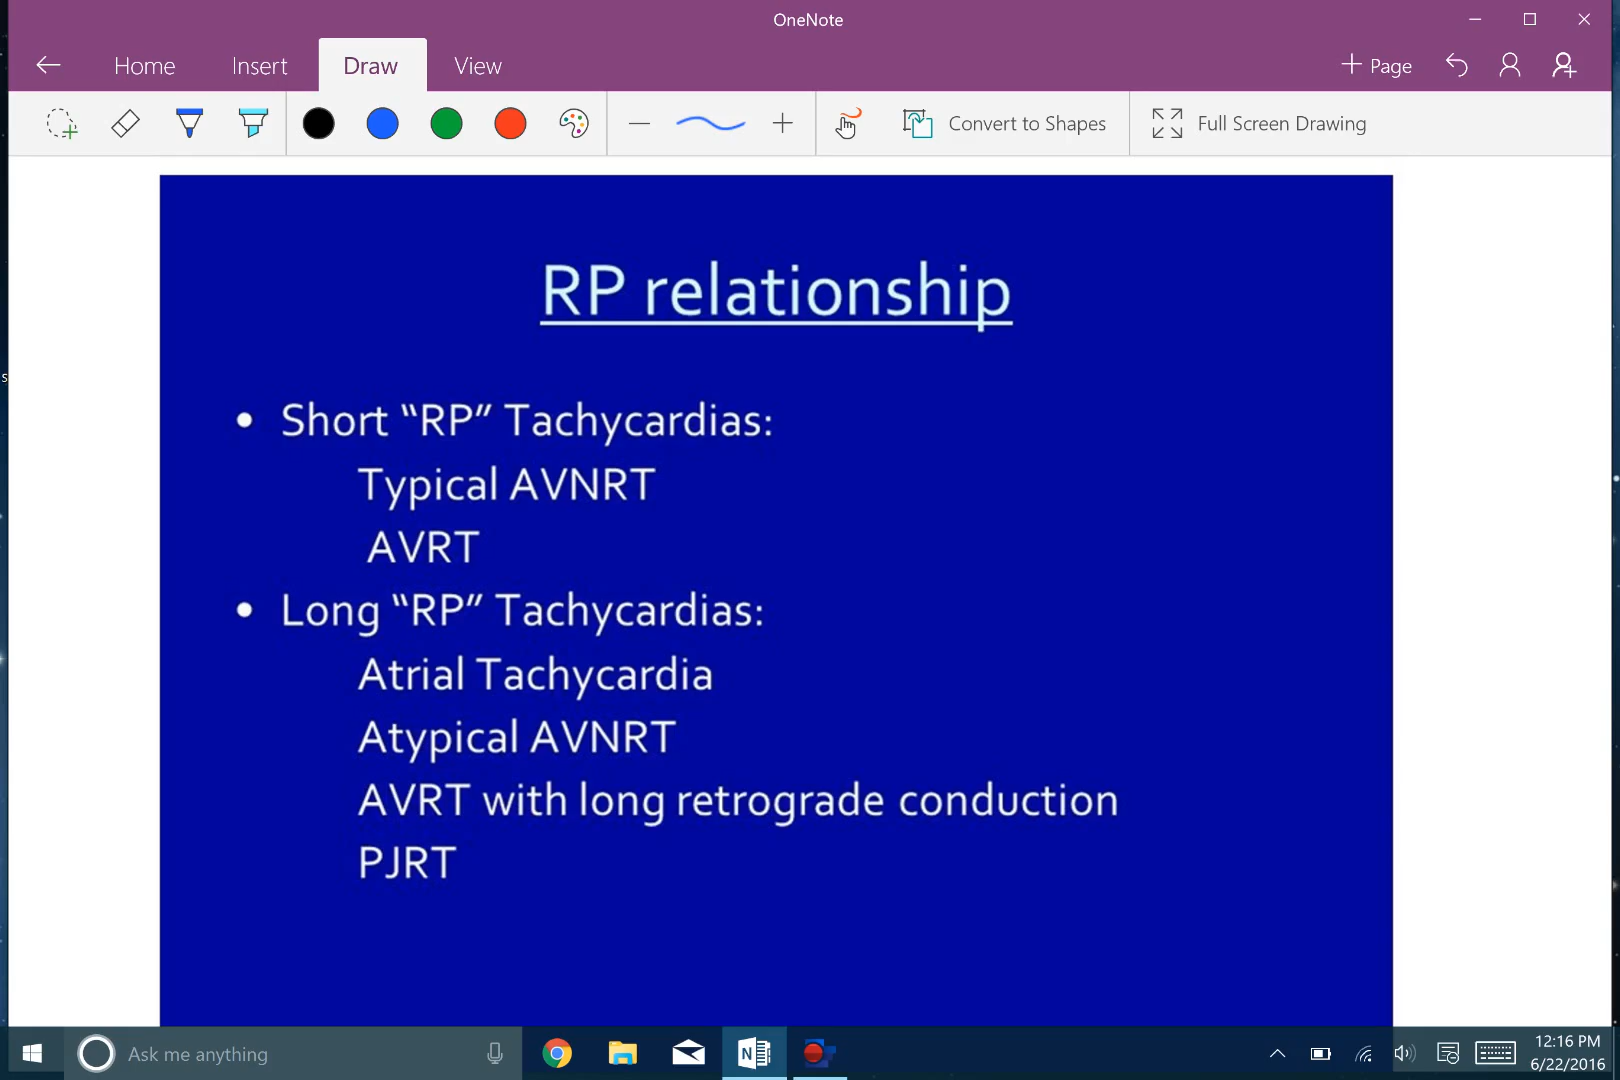 OneNote
Home Insert Draw View + Page
Convert to Shapes Full Screen Drawing
RP relationship
• Short “RP” Tachycardias:
Typical AVNRT
AVRT
• Long “RP” Tachycardias:
Atrial Tachycardia
Atypical AVNRT
AVRT with long retrograde conduction
PJRT
s
Ask me anything
N
12:16 PM
6/22/2016